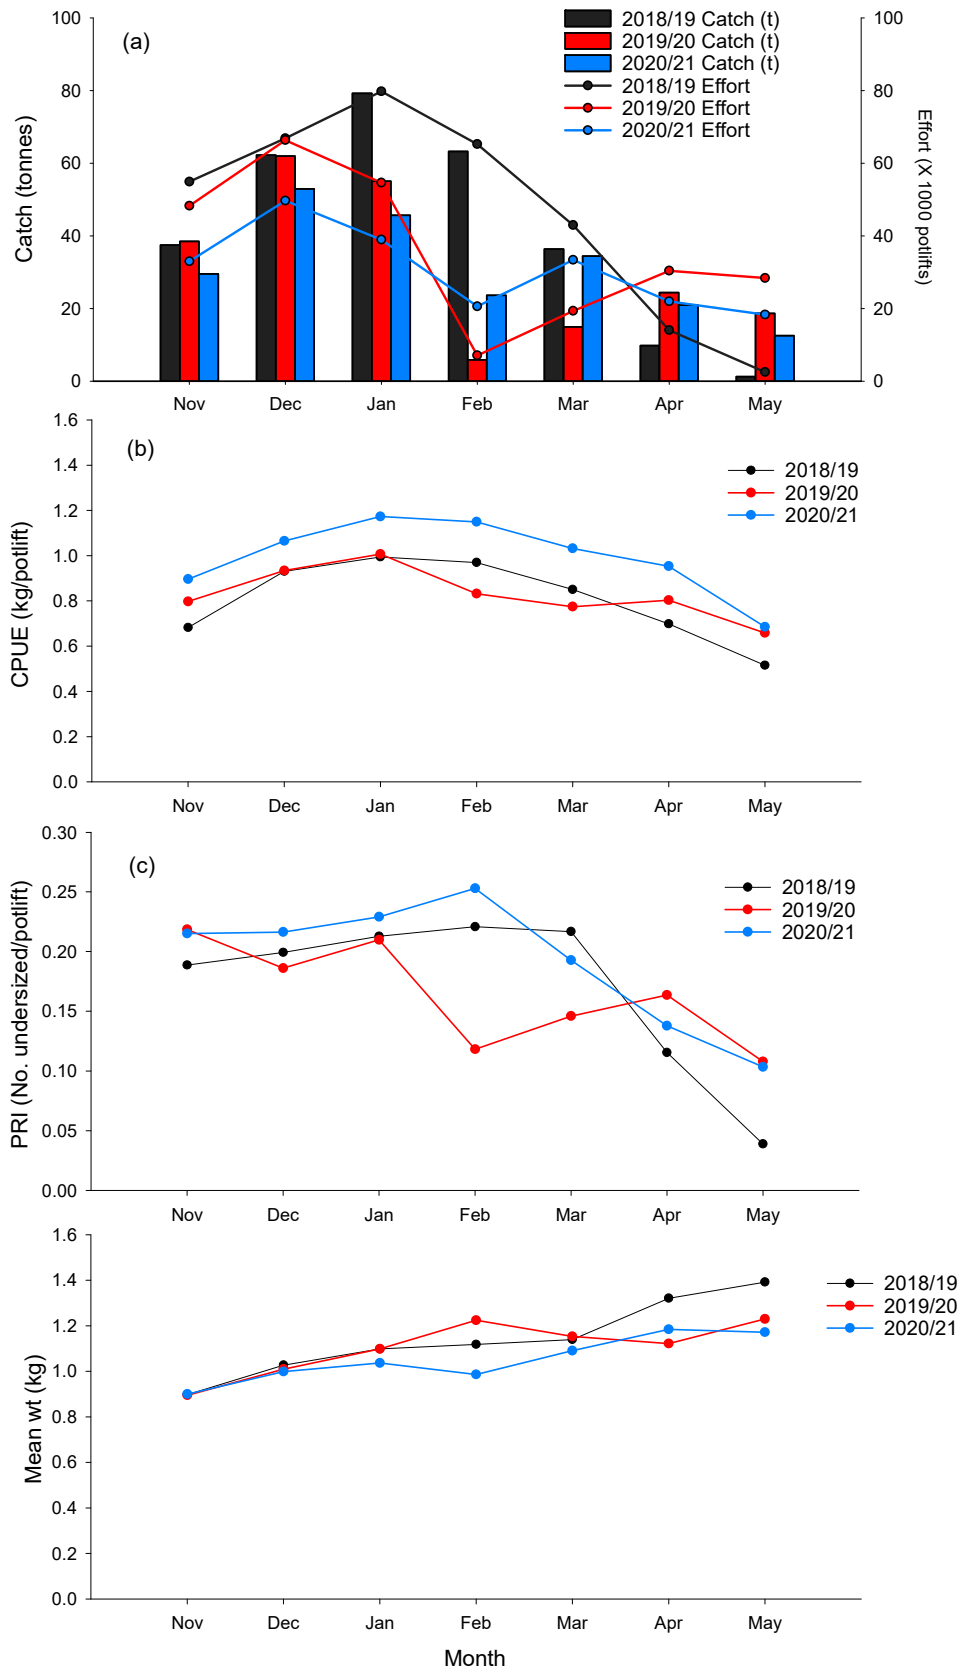 (a)
2018/19 Catch (t)
2019/20 Catch (t)
2020/21 Catch (t)
2018/19 Effort
2019/20 Effort
2020/21 Effort
Catch (tonnes)
Effort (X 1000 potlifts)
100
80
60
40
20
0
100
80
60
40
20
0
Nov Dec Jan Feb Mar Apr May
(b)
2018/19
2019/20
2020/21
CPUE (kg/potlift)
1.6
1.4
1.2
1.0
0.8
0.6
0.4
0.2
0.0
Nov Dec Jan Feb Mar Apr May
(c)
2018/19
2019/20
2020/21
PRI (No. undersized/potlift)
0.30
0.25
0.20
0.15
0.10
0.05
0.00
Nov Dec Jan Feb Mar Apr May
2018/19
2019/20
2020/21
Mean wt (kg)
1.6
1.4
1.2
1.0
0.8
0.6
0.4
0.2
0.0
Nov Dec Jan Feb Mar Apr May
Month